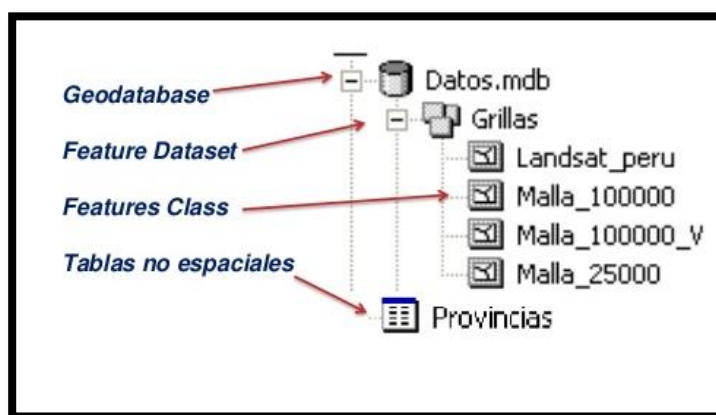 Geodatabase
Datos.mdb
Feature Dataset
Grillas
Landsat_peru
Features Class
Malla_100000
Malla_100000_V
Tablas no espaciales
Malla_25000
Provincias